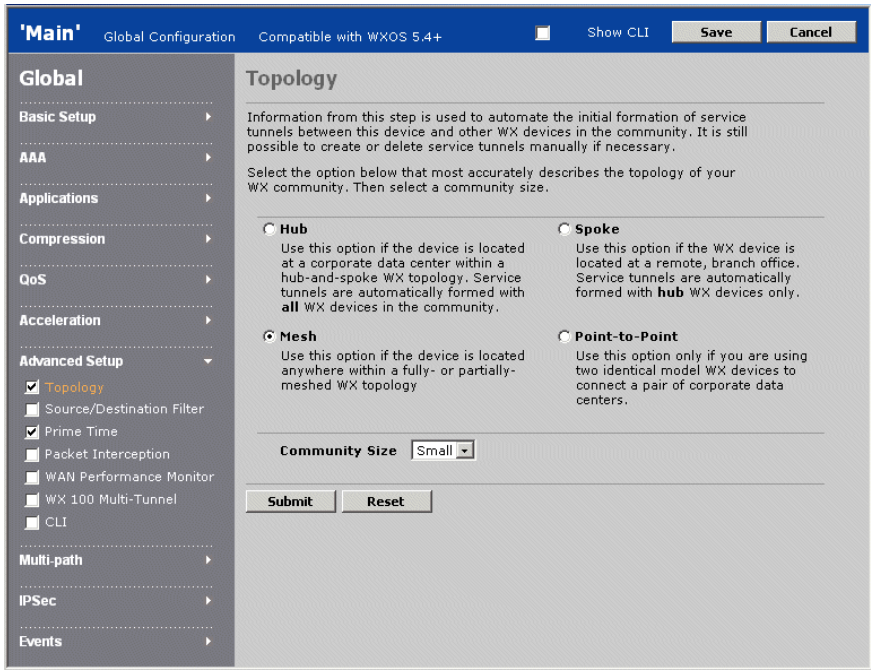 'Main' Global Configuration Compatible with WXOS 5.4+ Show CLI Save Cancel
Global
Basic Setup
AAA
Applications
Compression
QoS
Acceleration
Advanced Setup
Topology
Source/Destination Filter
Prime Time
Packet Interception
WAN Performance Monitor
WX 100 Multi-Tunnel
CLI
Multi-path
IPSec
Events
Topology
Information from this step is used to automate the initial formation of service
tunnels between this device and other WX devices in the community. It is still
possible to create or delete service tunnels manually if necessary.
Select the option below that most accurately describes the topology of your
WX community. Then select a community size.
Hub
Use this option if the device is located
at a corporate data center within a
hub-and-spoke WX topology. Service
tunnels are automatically formed with
all WX devices in the community.
Spoke
Use this option if the WX device is
located at a remote, branch office.
Service tunnels are automatically
formed with hub WX devices only.
Mesh
Use this option if the device is located
anywhere within a fully- or partially-
meshed WX topology
Point-to-Point
Use this option only if you are using
two identical model WX devices to
connect a pair of corporate data
centers.
Community Size Small
Submit Reset